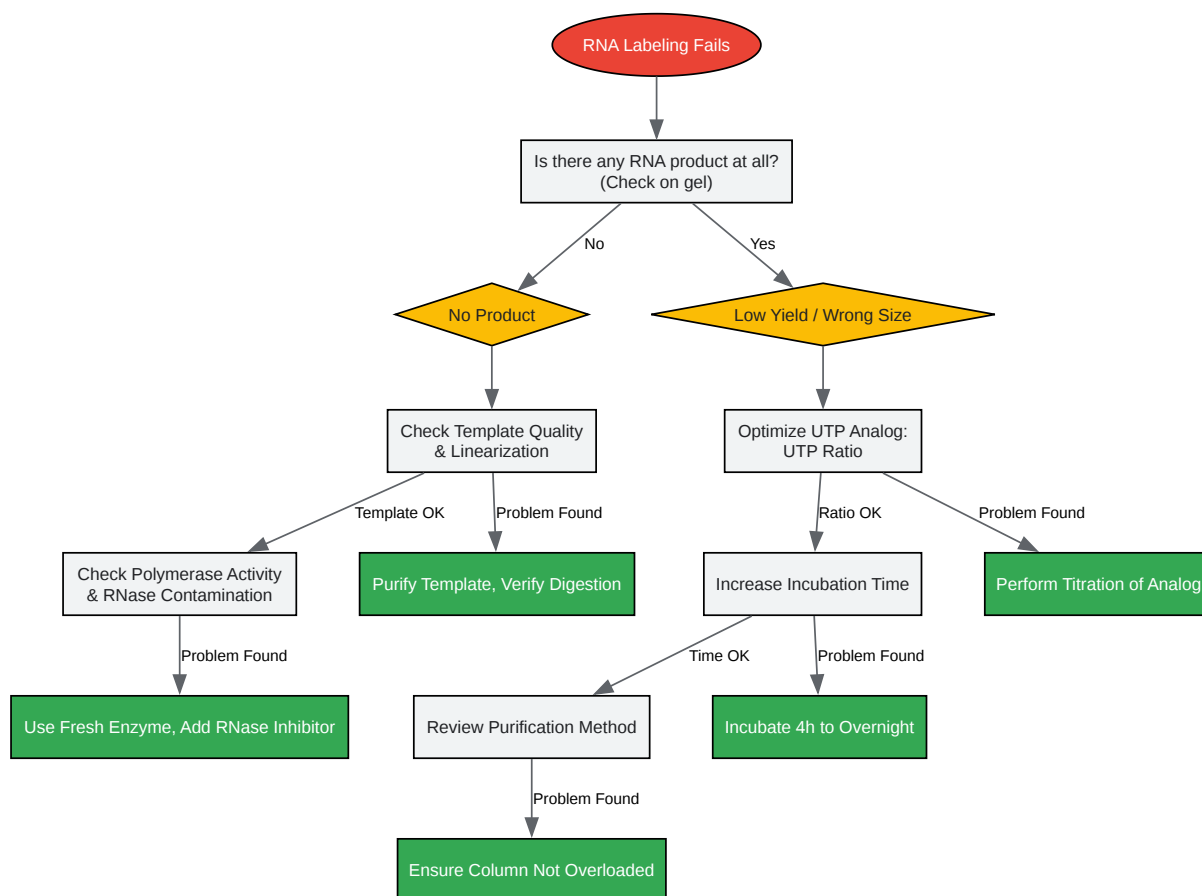 RNA Labeling Fails
Is there any RNA product at all?
(Check on gel)
No
Yes
No Product
Low Yield / Wrong Size
Check Template Quality
& Linearization
Optimize UTP Analog:
UTP Ratio
Template OK
Problem Found
Ratio OK
Problem Found
Check Polymerase Activity
& RNase Contamination
Purify Template, Verify Digestion
Increase Incubation Time
Perform Titration of Analog
Problem Found
Time OK
Problem Found
Use Fresh Enzyme, Add RNase Inhibitor
Review Purification Method
Incubate 4h to Overnight
Problem Found
Ensure Column Not Overloaded